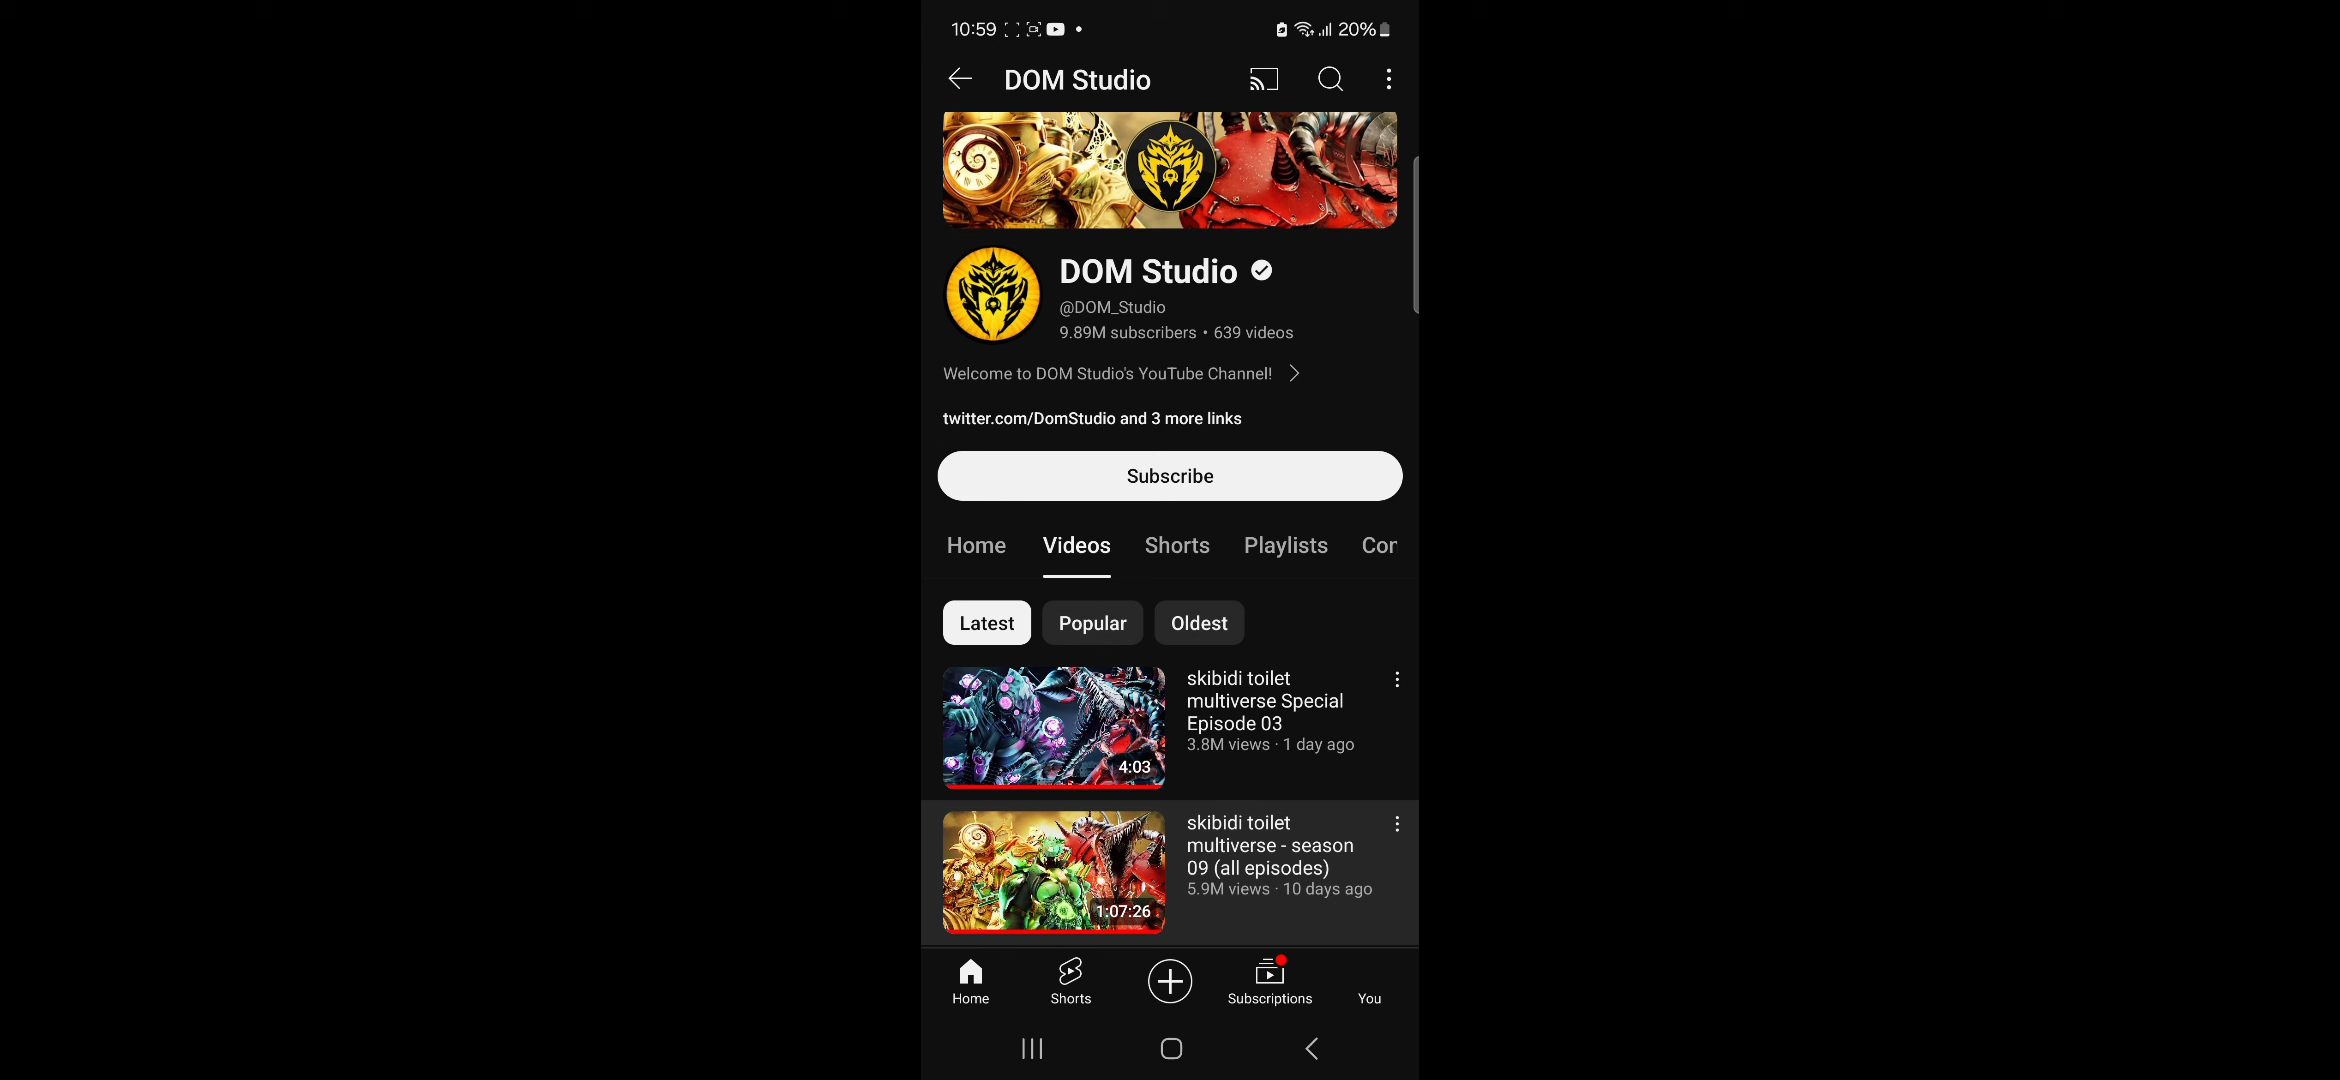 10:59
20%
DOM Studio
DOM Studio
@DOM_Studio
9.89M subscribers • 639 videos
Welcome to DOM Studio's YouTube Channel!
twitter.com/DomStudio and 3 more links
Subscribe
Home Videos Shorts Playlists Con
Latest Popular Oldest
skibidi toilet
multiverse Special
Episode 03
3.8M views · 1 day ago
4:03
skibidi toilet
multiverse - season
09 (all episodes)
5.9M views · 10 days ago
1:07:26
Home Shorts Subscriptions You